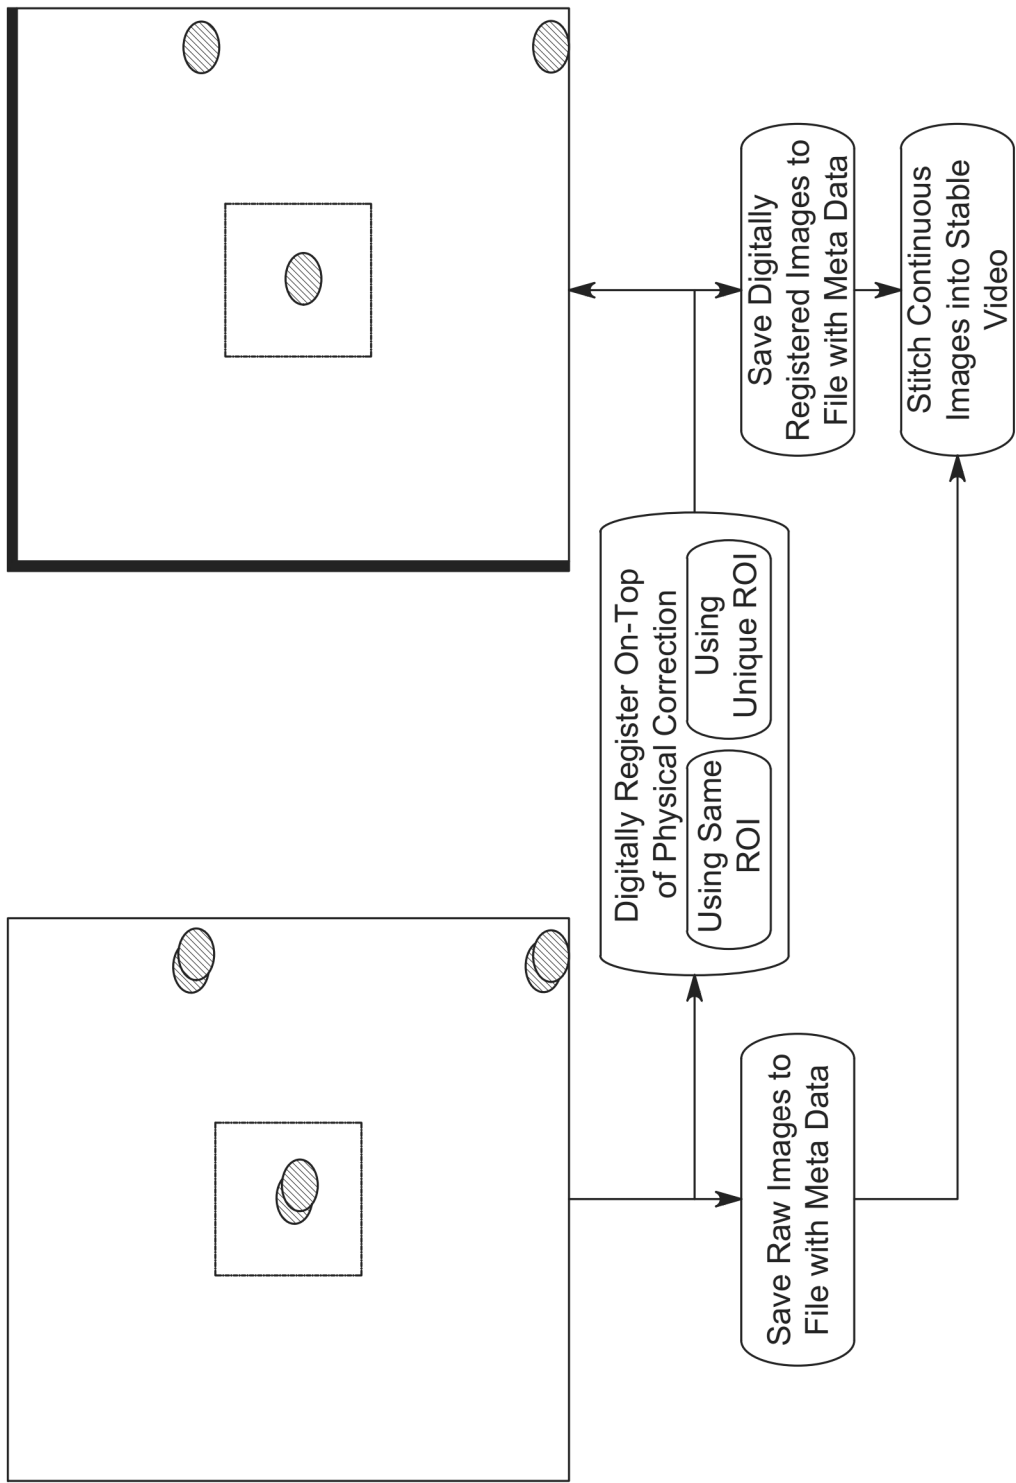 Digitally Register On-Top
of Physical Correction
Using Same
ROI
Using
Unique ROI
Save Raw Images to
File with Meta Data
Save Digitally
Registered Images to
File with Meta Data
Stitch Continuous
Images into Stable
Video